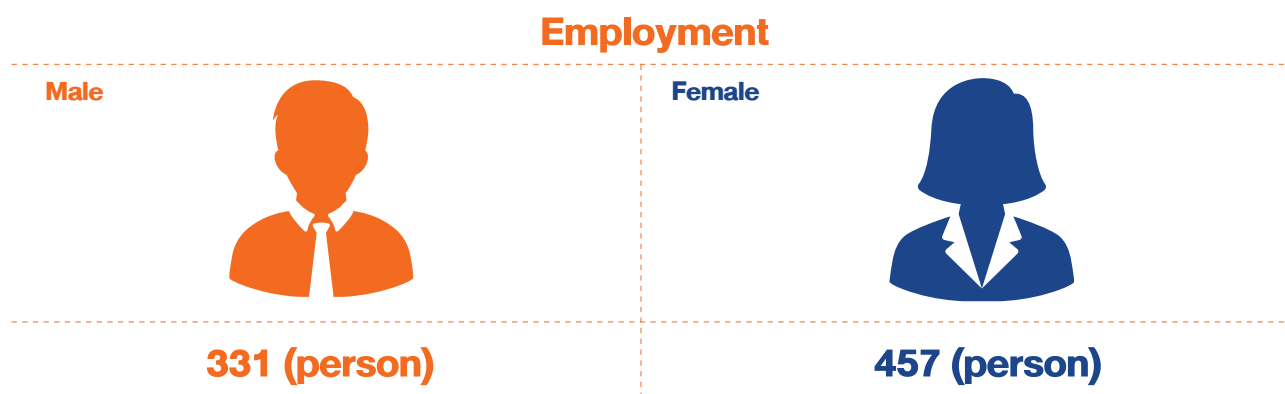 Employment
Male
Female
331 (person)
457 (person)